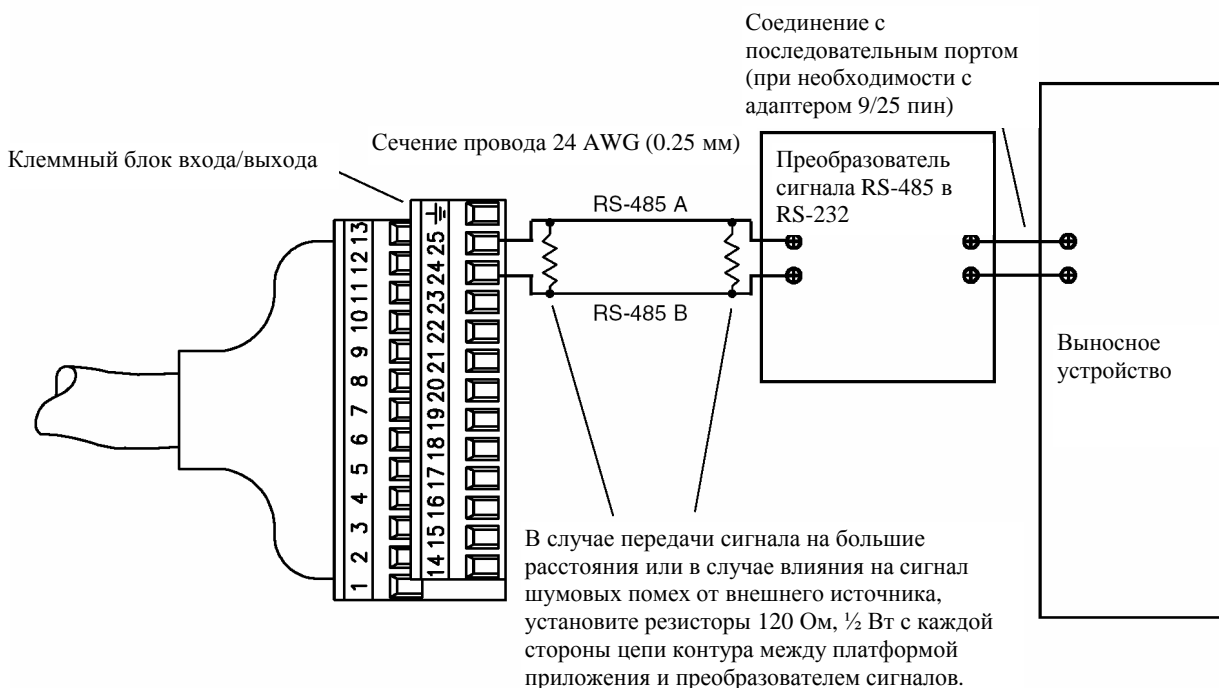 Соединение с
последовательным портом
(при необходимости с
адаптером 9/25 пин)
Сечение провода 24 AWG (0.25 мм)
Клеммный блок входа/выхода
Преобразователь
сигнала RS-485 в
RS-232
RS-485 A
RS-485 B
Выносное
устройство
13
12
11
10
9
8
7
6
5
4
3
2
1
25
24
23
22
21
20
19
18
17
16
15
14
В случае передачи сигнала на большие
расстояния или в случае влияния на сигнал
шумовых помех от внешнего источника,
установите резисторы 120 Ом, ½ Вт с каждой
стороны цепи контура между платформой
приложения и преобразователем сигналов.